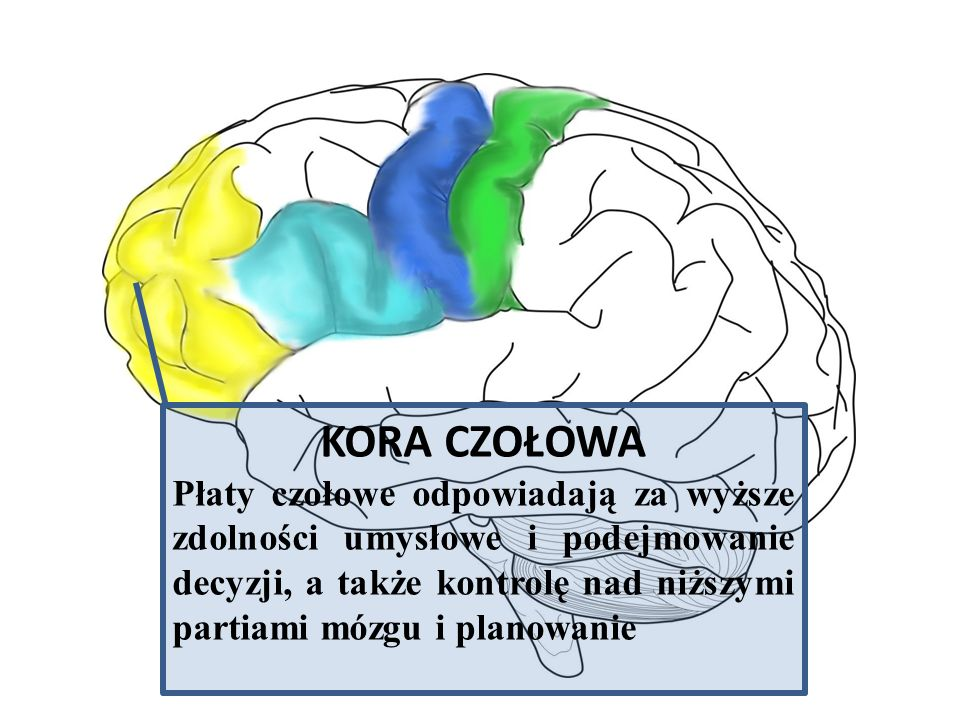 KORA CZOŁOWA
Płaty czołowe odpowiadają za wyższe
zdolności umysłowe i podejmowanie
decyzji, a także kontrolę nad niższymi
partiami mózgu i planowanie